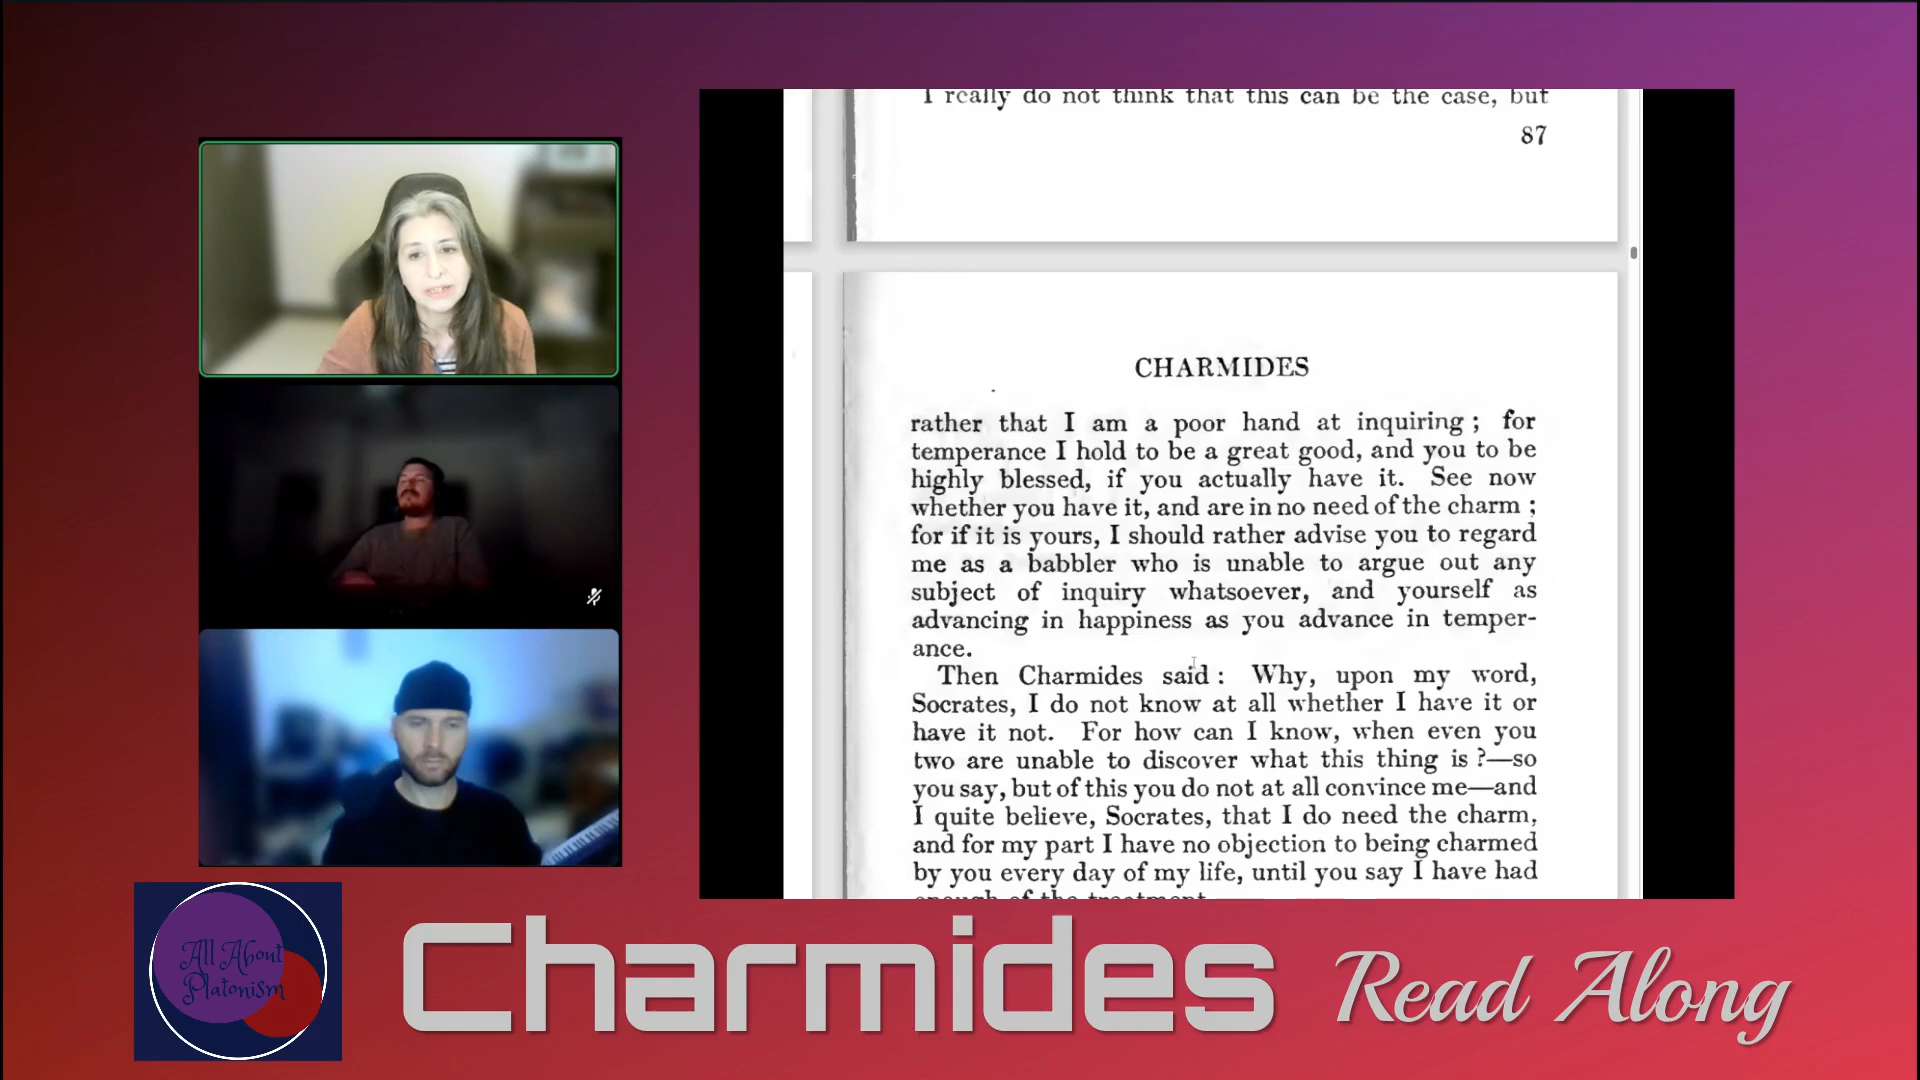 I really do not think that this can be the case, but
87
CHARMIDES
rather that I am a poor hand at inquiring ; for
temperance I hold to be a great good, and you to be
highly blessed, if you actually have it. See now
whether you have it, and are in no need of the charm ;
for if it is yours, I should rather advise you to regard
me as a babbler who is unable to argue out any
subject of inquiry whatsoever, and yourself as
advancing in happiness as you advance in temper-
ance.
Then Charmides said : Why, upon my word,
Socrates, I do not know at all whether I have it or
have it not. For how can I know, when even you
two are unable to discover what this thing is ?—so
you say, but of this you do not at all convince me—and
I quite believe, Socrates, that I do need the charm,
and for my part I have no objection to being charmed
by you every day of my life, until you say I have had
enough of the treatment.
All About
Platonism
Charmides Read Along